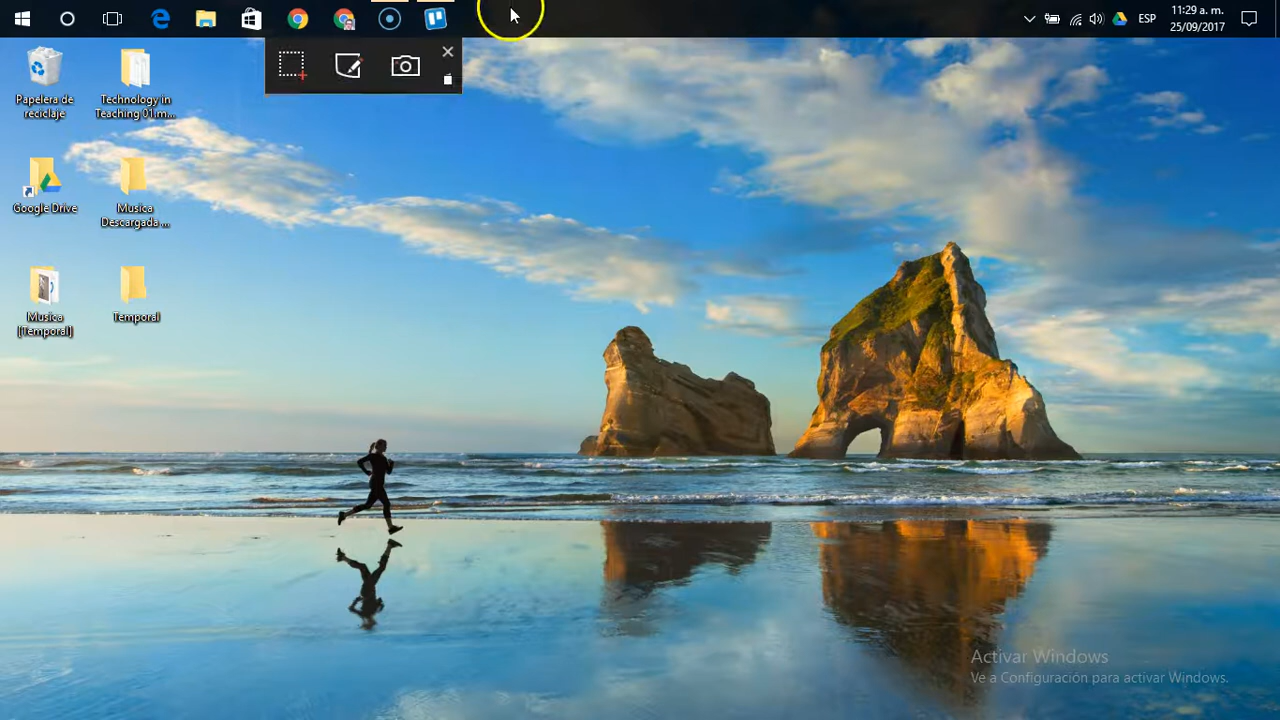 ESP
11:29 a. m.
25/09/2017
Papelera de
reciclaje
Technology in
Teaching 01.m...
Google Drive
Musica
Descargada ...
Musica
[Temporal]
Temporal
Activar Windows
Ve a Configuración para activar Windows.